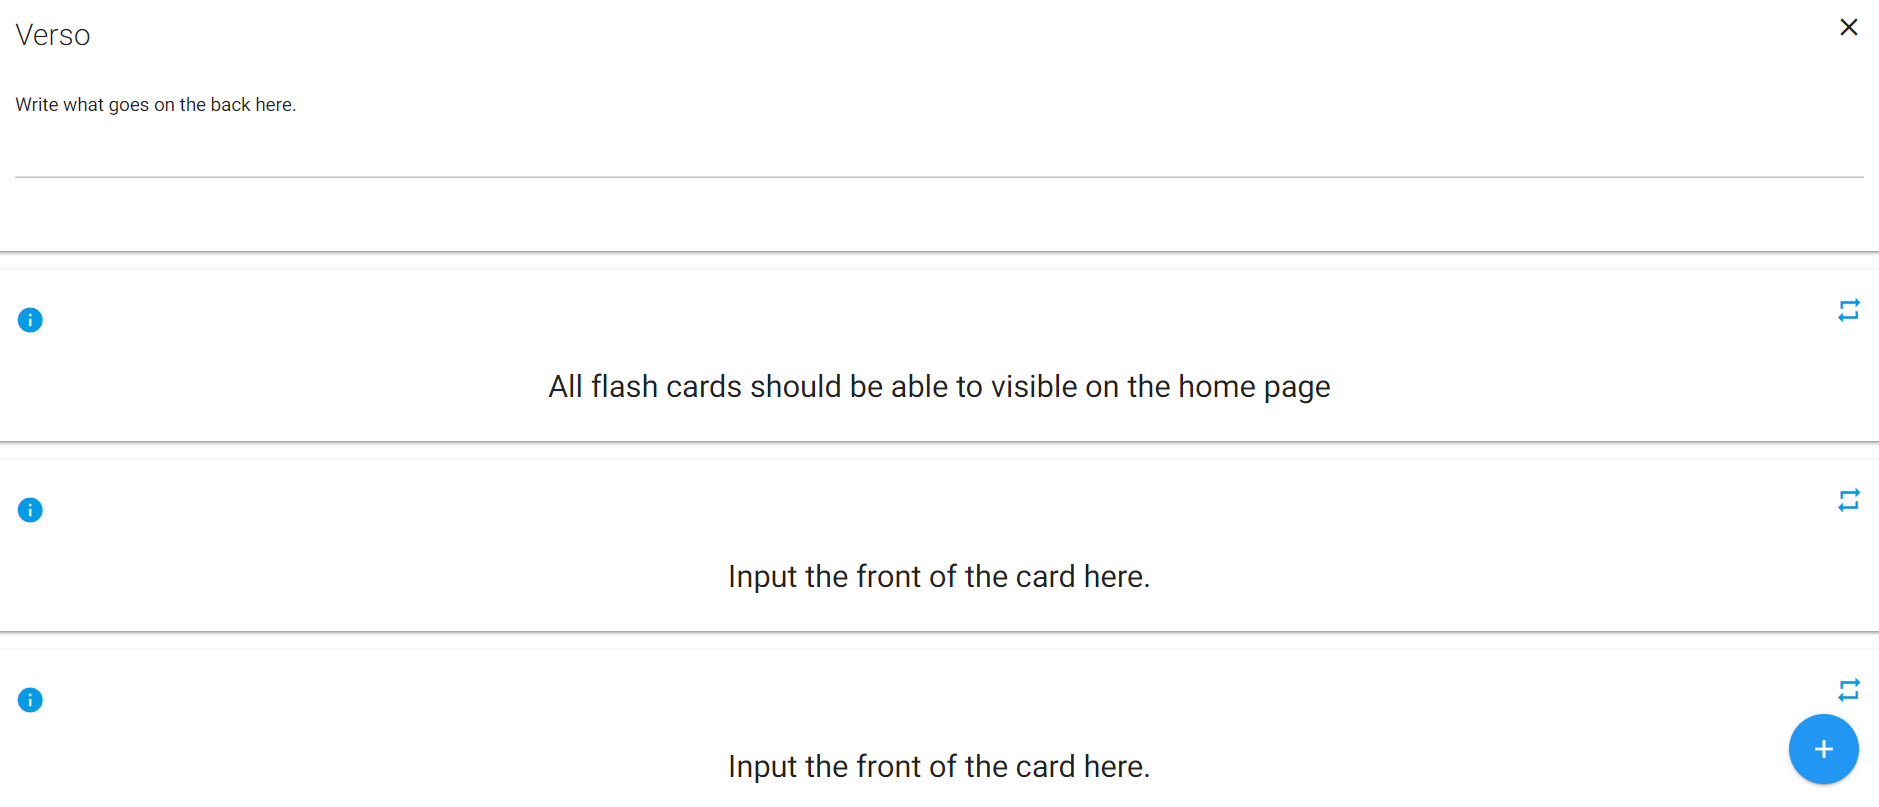 Verso
Write what goes on the back here.
All flash cards should be able to visible on the home page
Input the front of the card here.
Input the front of the card here.